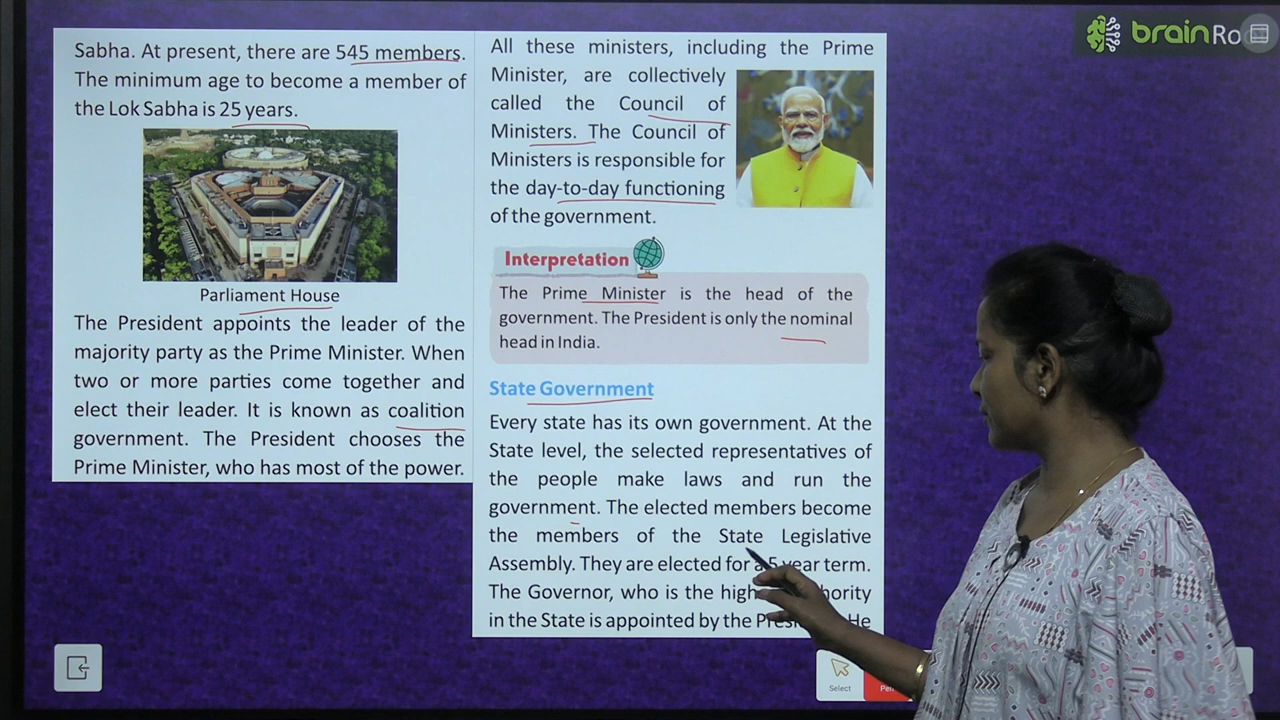 Sabha. At present, there are 545 members.
The minimum age to become a member of
the Lok Sabha is 25 years.
Parliament House
The President appoints the leader of the
majority party as the Prime Minister. When
two or more parties come together and
elect their leader. It is known as coalition
government. The President chooses the
Prime Minister, who has most of the power.
All these ministers, including the Prime
Minister, are collectively
called the Council of
Ministers. The Council of
Ministers is responsible for
the day-to-day functioning
of the government.
Interpretation
The Prime Minister is the head of the
government. The President is only the nominal
head in India.
State Government
Every state has its own government. At the
State level, the selected representatives of
the people make laws and run the
government. The elected members become
the members of the State Legislative
Assembly. They are elected for a 5 year term.
The Governor, who is the
in the State is appointed by the He
brain
Select
Pen